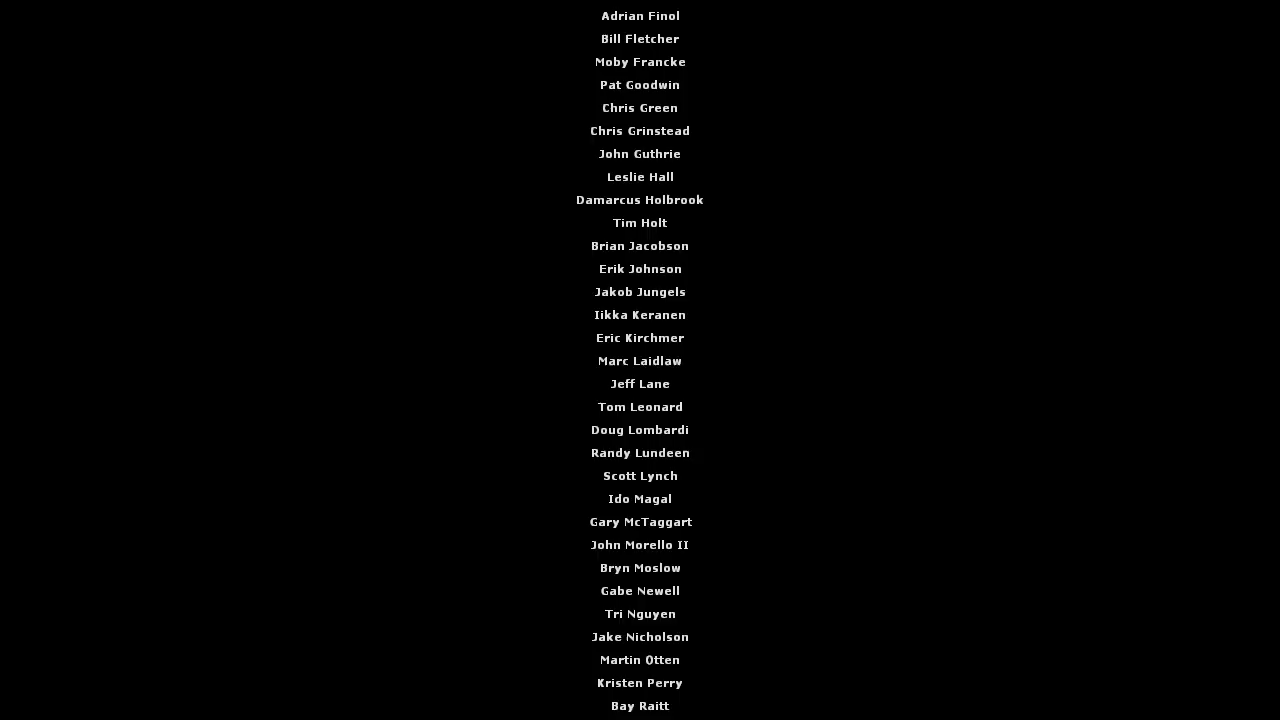 Adrian Finol
Bill Fletcher
Moby Francke
Pat Goodwin
Chris Green
Chris Grinstead
John Guthrie
Leslie Hall
Damarcus Holbrook
Tim Holt
Brian Jacobson
Erik Johnson
Jakob Jungels
Iikka Keranen
Eric Kirchmer
Marc Laidlaw
Jeff Lane
Tom Leonard
Doug Lombardi
Randy Lundeen
Scott Lynch
Ido Magal
Gary McTaggart
John Morello II
Bryn Moslow
Gabe Newell
Tri Nguyen
Jake Nicholson
Martin Otten
Kristen Perry
Bay Raitt